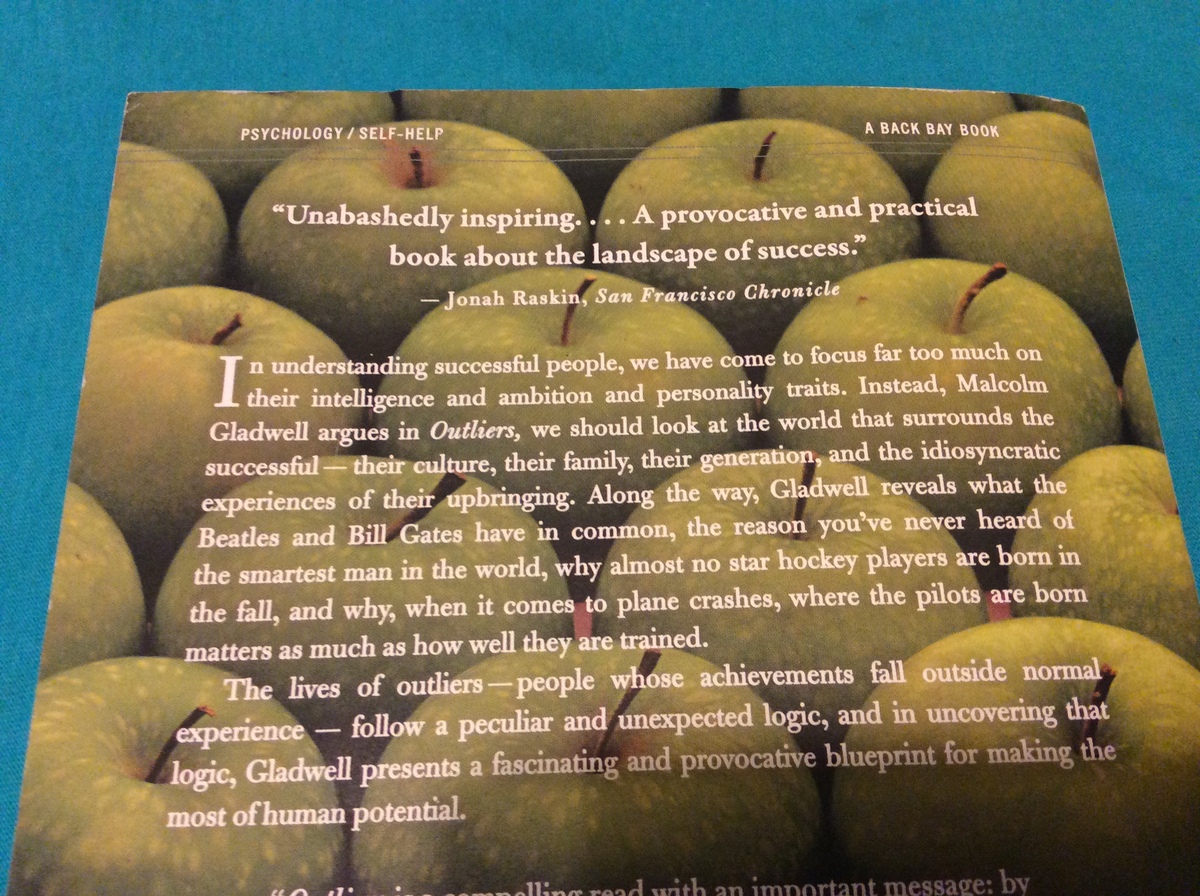 PSYCHOLOGY / SELF-HELP
A BACK BAY BOOK
“Unabashedly inspiring. . . . A provocative and practical
book about the landscape of success.”
— Jonah Raskin, San Francisco Chronicle
In understanding successful people, we have come to focus far too much on
their intelligence and ambition and personality traits. Instead, Malcolm
Gladwell argues in Outliers, we should look at the world that surrounds the
successful — their culture, their family, their generation, and the idiosyncratic
experiences of their upbringing. Along the way, Gladwell reveals what the
Beatles and Bill Gates have in common, the reason you’ve never heard of
the smartest man in the world, why almost no star hockey players are born in
the fall, and why, when it comes to plane crashes, where the pilots are born
matters as much as how well they are trained.
The lives of outliers — people whose achievements fall outside normal
experience — follow a peculiar and unexpected logic, and in uncovering that
logic, Gladwell presents a fascinating and provocative blueprint for making the
most of human potential.
compelling read with an important message: by